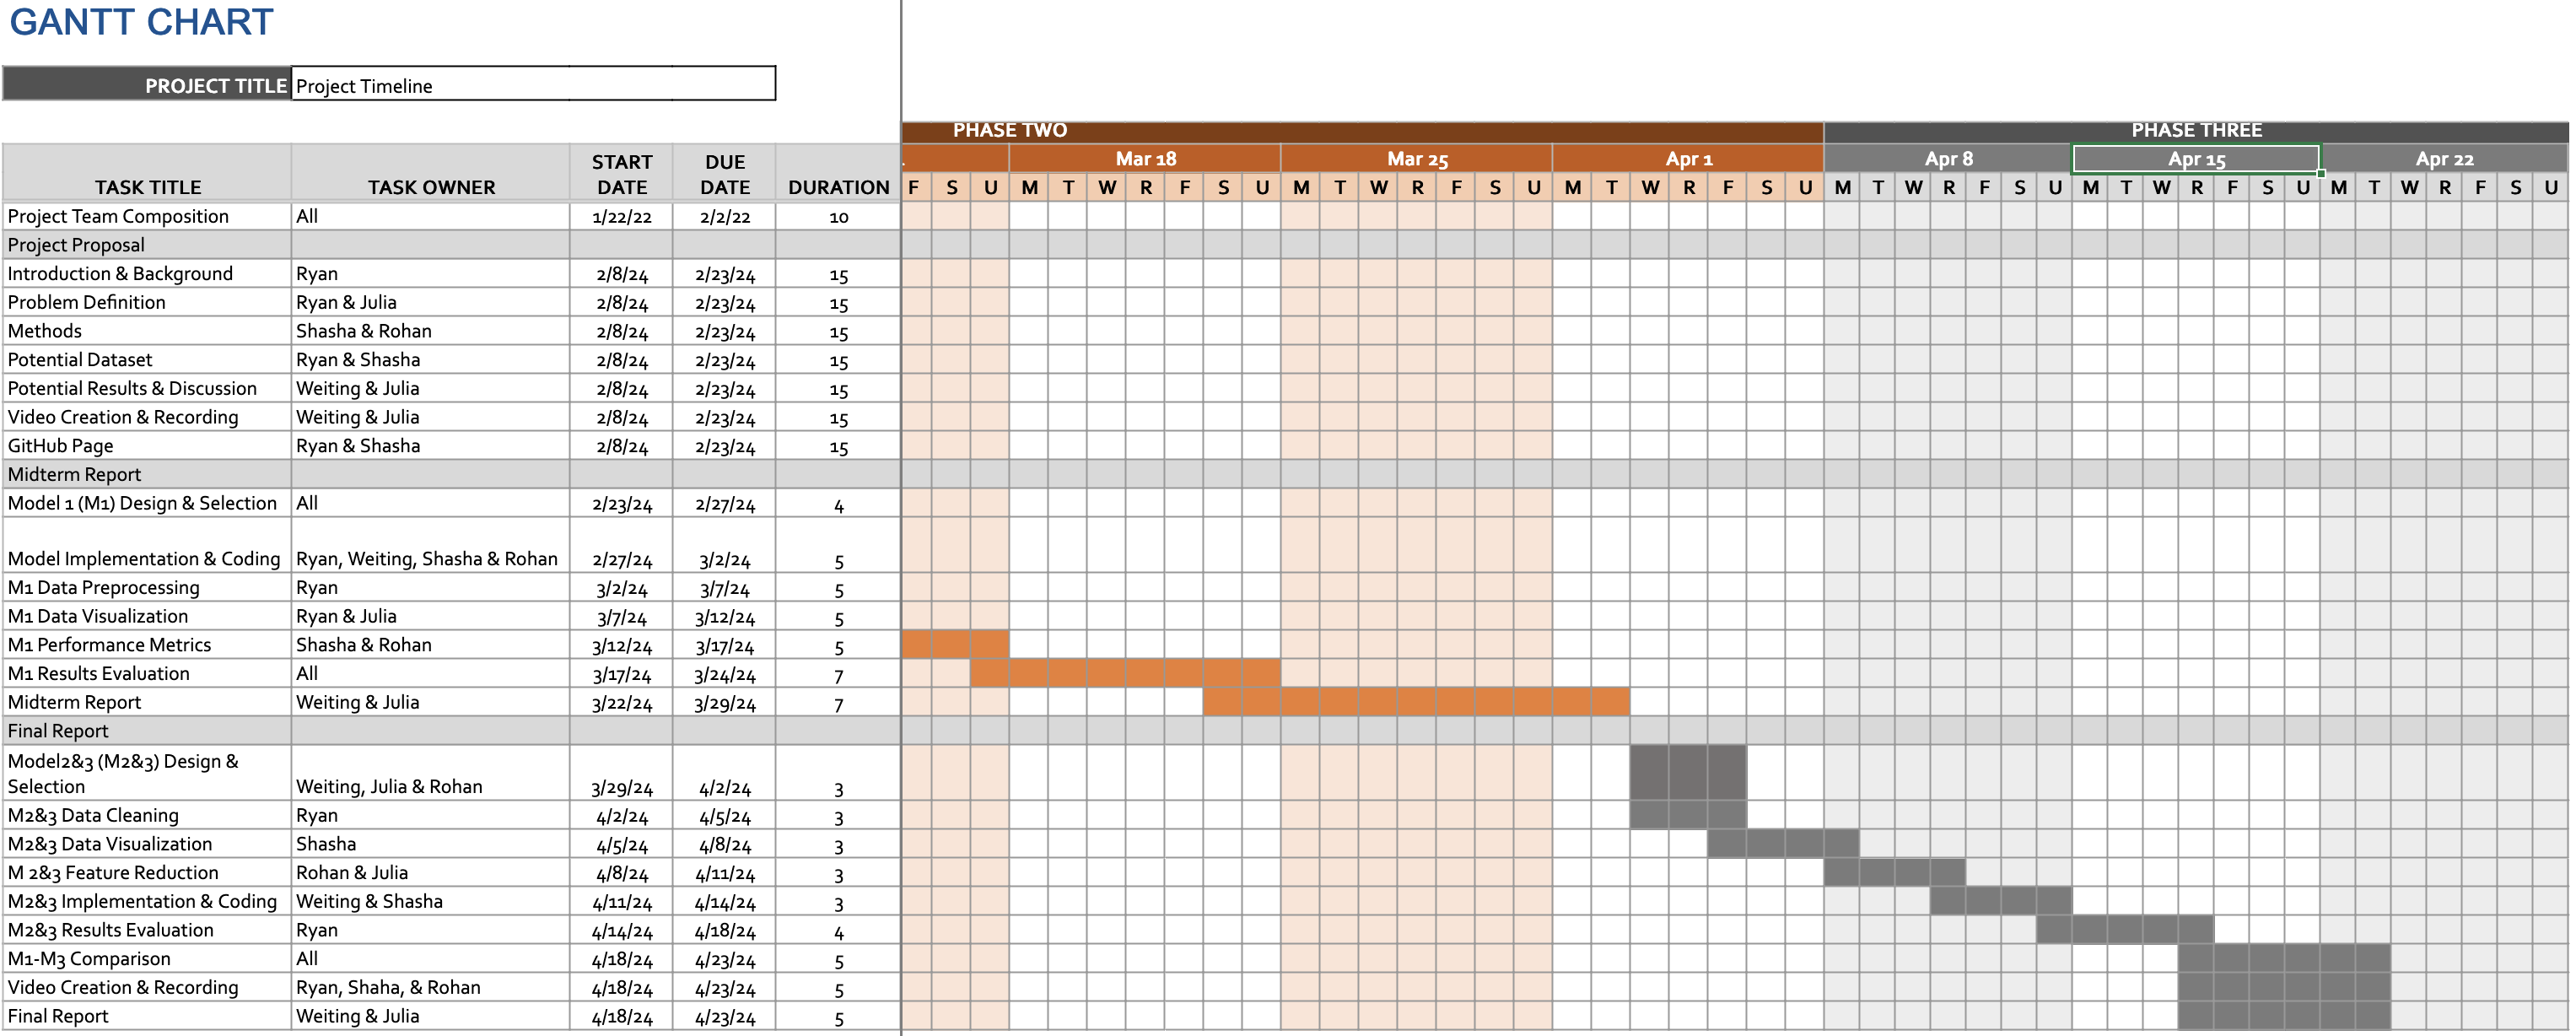 GANTT CHART
PROJECT TITLE Project Timeline
PHASE TWO PHASE THREE
Mar 18 Mar 25 Apr 1 Apr 8 Apr 15 Apr 22
TASK TITLE TASK OWNER START DATE DUE DATE DURATION F S U M T W R F S U M T W R F S U M T W R F S U M T W R F S U M T W R F S U M T W R F S U
Project Team Composition All 1/22/22 2/2/22 10
Project Proposal
Introduction & Background Ryan 2/8/24 2/23/24 15
Problem Definition Ryan & Julia 2/8/24 2/23/24 15
Methods Shasha & Rohan 2/8/24 2/23/24 15
Potential Dataset Ryan & Shasha 2/8/24 2/23/24 15
Potential Results & Discussion Weiting & Julia 2/8/24 2/23/24 15
Video Creation & Recording Weiting & Julia 2/8/24 2/23/24 15
GitHub Page Ryan & Shasha 2/8/24 2/23/24 15
Midterm Report
Model 1 (M1) Design & Selection All 2/23/24 2/27/24 4
Model Implementation & Coding Ryan, Weiting, Shasha & Rohan 2/27/24 3/2/24 5
M1 Data Preprocessing Ryan 3/2/24 3/7/24 5
M1 Data Visualization Ryan & Julia 3/7/24 3/12/24 5
M1 Performance Metrics Shasha & Rohan 3/12/24 3/17/24 5
M1 Results Evaluation All 3/17/24 3/24/24 7
Midterm Report Weiting & Julia 3/22/24 3/29/24 7
Final Report
Model2&3 (M2&3) Design &
Selection Weiting, Julia & Rohan 3/29/24 4/2/24 3
M2&3 Data Cleaning Ryan 4/2/24 4/5/24 3
M2&3 Data Visualization Shasha 4/5/24 4/8/24 3
M 2&3 Feature Reduction Rohan & Julia 4/8/24 4/11/24 3
M2&3 Implementation & Coding Weiting & Shasha 4/11/24 4/14/24 3
M2&3 Results Evaluation Ryan 4/14/24 4/18/24 4
M1-M3 Comparison All 4/18/24 4/23/24 5
Video Creation & Recording Ryan, Shaha, & Rohan 4/18/24 4/23/24 5
Final Report Weiting & Julia 4/18/24 4/23/24 5